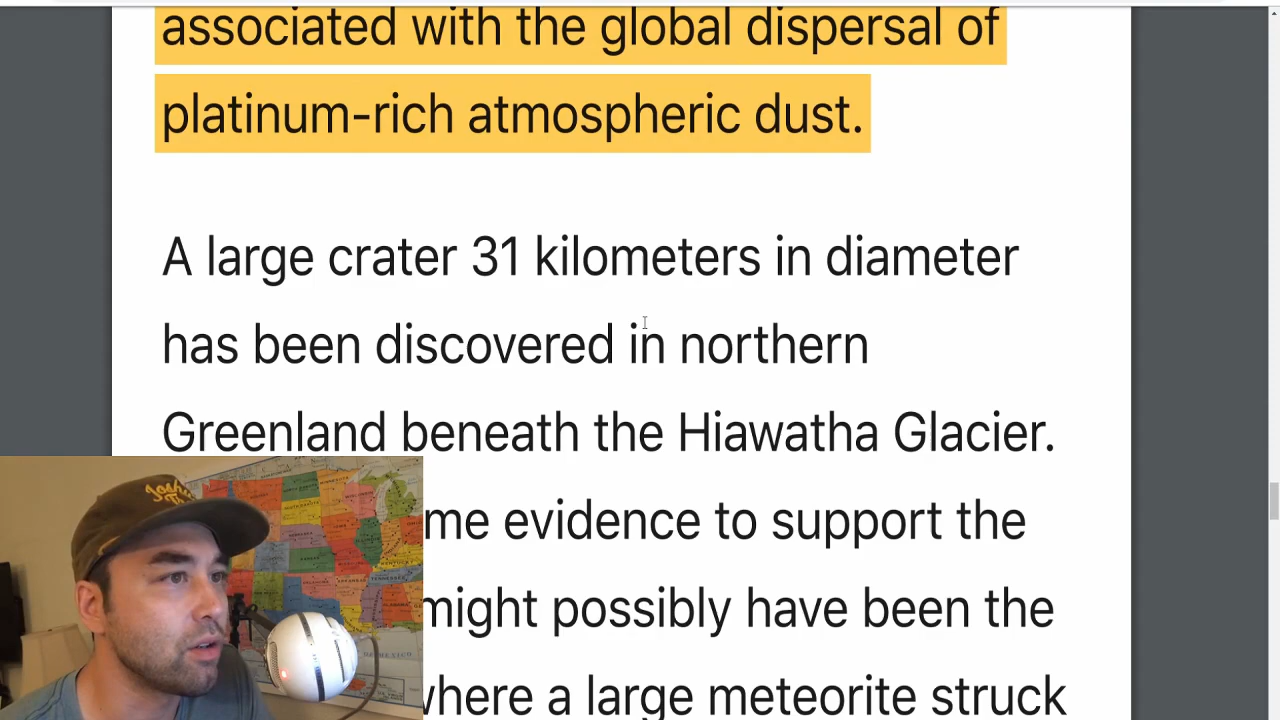 associated with the global dispersal of
platinum-rich atmospheric dust.
A large crater 31 kilometers in diameter
has been discovered in northern
Greenland beneath the Hiawatha Glacier.
me evidence to support the
might possibly have been the
where a large meteorite struck
Joshua